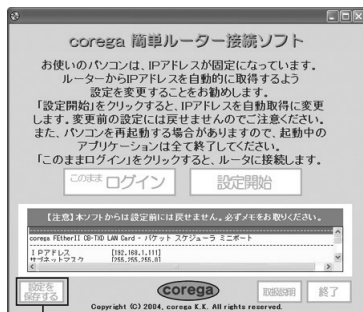 corega 簡単ルーター接続ソフト
お使いのパソコンは、IPアドレスが固定になっています。
ルーターからIPアドレスを自動的に取得するよう
設定を変更することをお勧めします。
「設定開始」をクリックすると、IPアドレスを自動取得に変更
します。変更前の設定には戻せませんのでご注意ください。
また、パソコンを再起動する場合がありますので、起動中の
アプリケーションは全て終了してください。
「このままログイン」をクリックすると、ルータに接続します。
このまま ログイン 設定開始
【注意】本ソフトからは設定前には戻せません。必ずメモをお取りください。
corega FEtherII CB-TXD LAN Card - パケット スケジューラ ミニポート
IPアドレス [192.168.1.111]
サブネットマスク [255.255.255.0]
設定を
保存する
corega
取扱説明 終了
Copyright (C) 2004, corega K.K. All rights reserved.